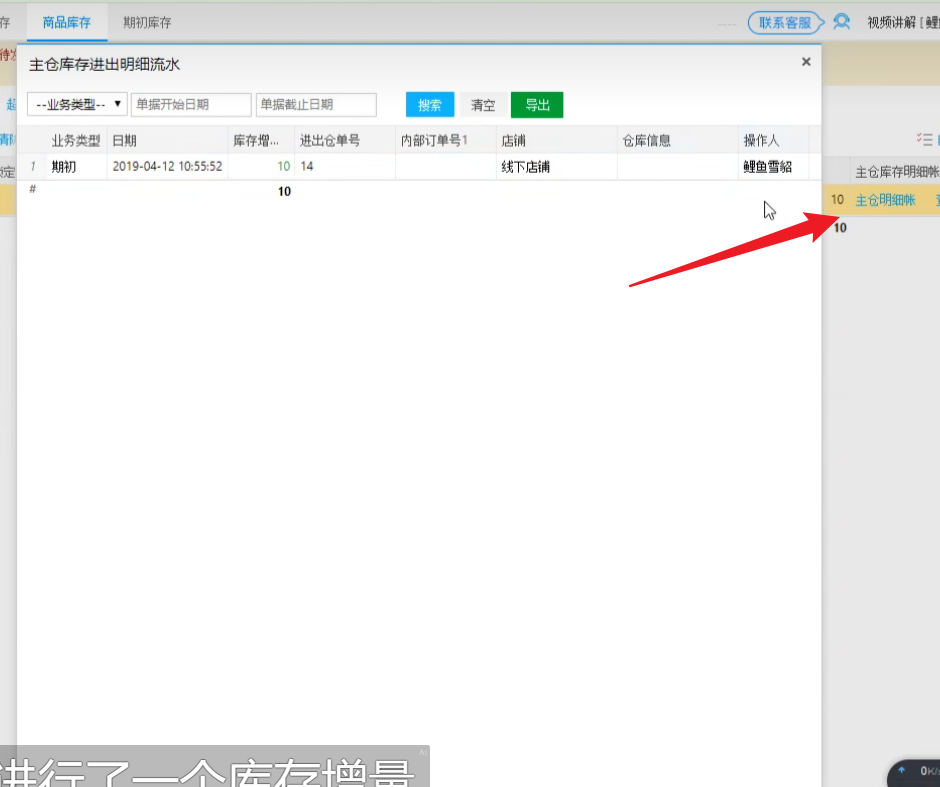 存 商品库存 期初库存 联系客服 视频讲解 [
待
主仓库存进出明细流水
--业务类型-- 单据开始日期 单据截止日期 搜索 清空 导出
业务类型 日期 库存增... 进出仓单号 内部订单号1 店铺 仓库信息 操作人
定 主仓库存明细帐
1 期初 2019-04-12 10:55:52 10 14 线下店铺 鲤鱼雪貂
# 10
10 主仓明细帐
10
进行了一个库存增量
AI
0K/s